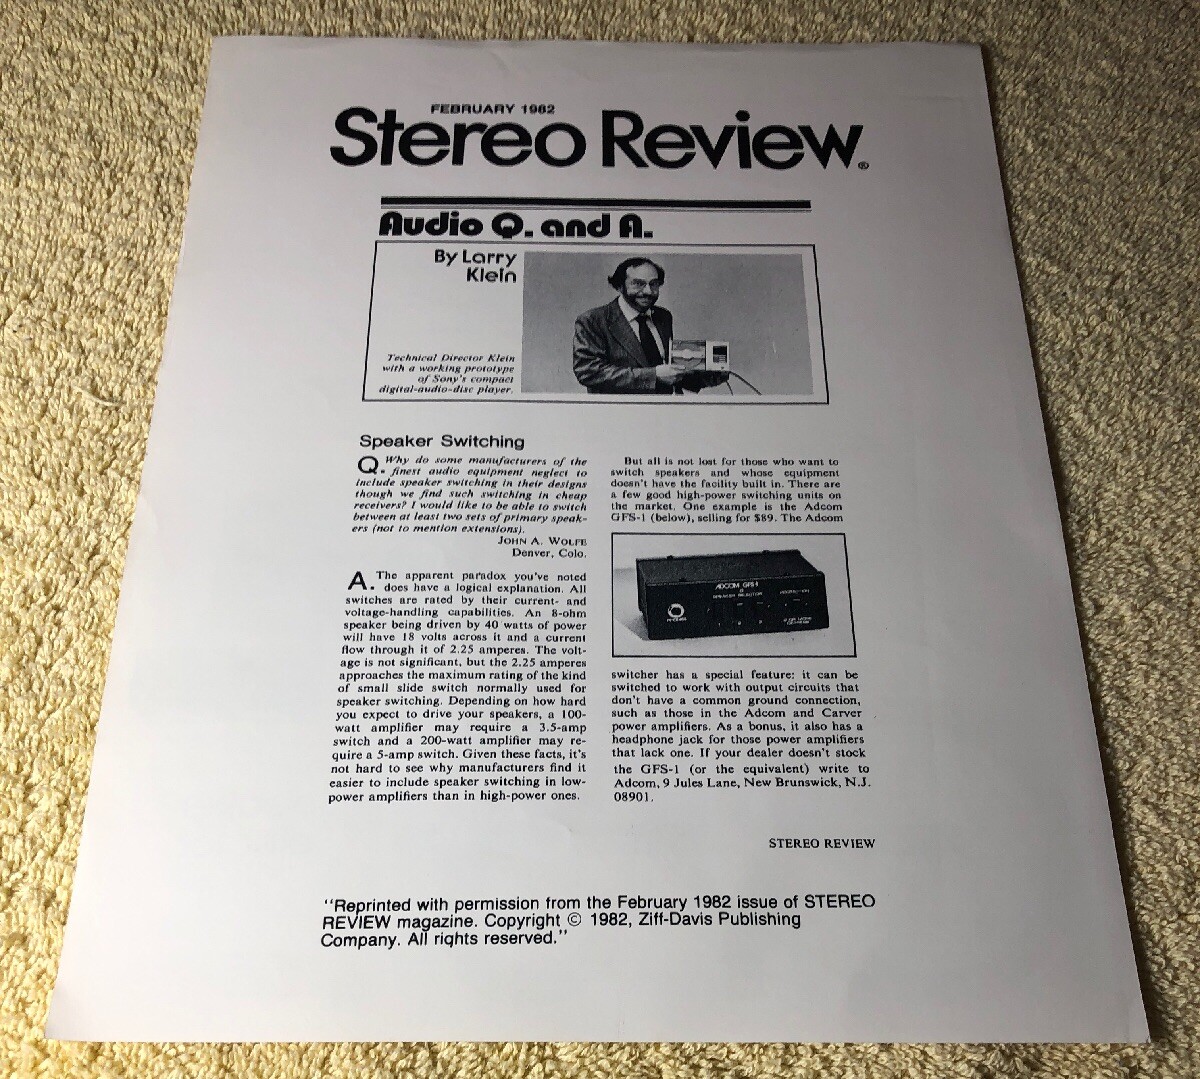 FEBRUARY 1982
Stereo Review®
Audio Q. and A.
By Larry
Klein
Technical Director Klein
with a working prototype
of Sony's compact
digital-audio-disc player.
Speaker Switching
Q. Why do some manufacturers of the
finest audio equipment neglect to
include speaker switching in their designs
though we find such switching in cheap
receivers? I would like to be able to switch
between at least two sets of primary speak-
ers (not to mention extensions).
JOHN A. WOLFE
Denver, Colo.
A. The apparent paradox you've noted
does have a logical explanation. All
switches are rated by their current- and
voltage-handling capabilities. An 8-ohm
speaker being driven by 40 watts of power
will have 18 volts across it and a current
flow through it of 2.25 amperes. The volt-
age is not significant, but the 2.25 amperes
approaches the maximum rating of the kind
of small slide switch normally used for
speaker switching. Depending on how hard
you expect to drive your speakers, a 100-
watt amplifier may require a 3.5-amp
switch and a 200-watt amplifier may re-
quire a 5-amp switch. Given these facts, it's
not hard to see why manufacturers find it
easier to include speaker switching in low-
power amplifiers than in high-power ones.
But all is not lost for those who want to
switch speakers and whose equipment
doesn't have the facility built in. There are
a few good high-power switching units on
the market. One example is the Adcom
GFS-1 (below), selling for $89. The Adcom
ADCOM GFS-1
SPEAKER SELECTOR
PHONES
switcher has a special feature: it can be
switched to work with output circuits that
don't have a common ground connection,
such as those in the Adcom and Carver
power amplifiers. As a bonus, it also has a
headphone jack for those power amplifiers
that lack one. If your dealer doesn't stock
the GFS-1 (or the equivalent) write to
Adcom, 9 Jules Lane, New Brunswick, N.J.
08901.
STEREO REVIEW
"Reprinted with permission from the February 1982 issue of STEREO
REVIEW magazine. Copyright © 1982, Ziff-Davis Publishing
Company. All rights reserved."